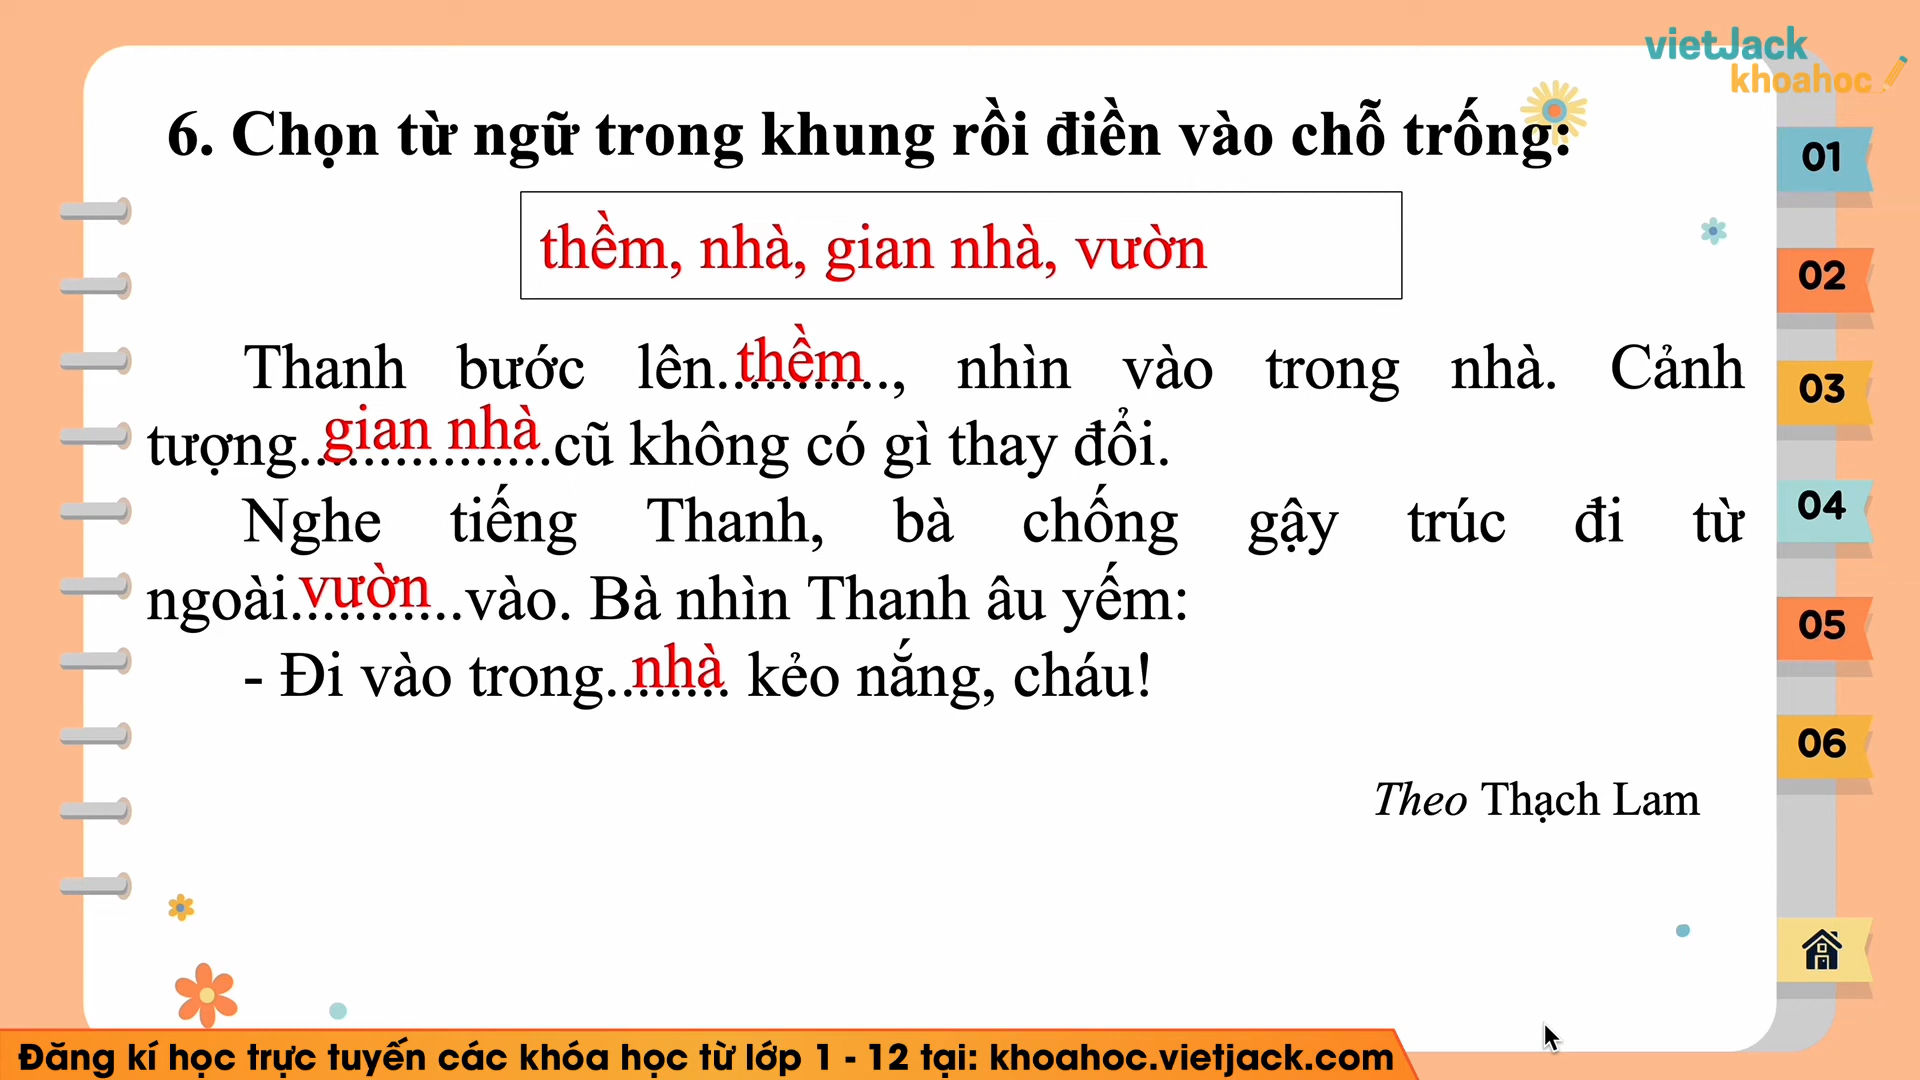 vietJack
khoahoc
6. Chọn từ ngữ trong khung rồi điền vào chỗ trống:
thềm, nhà, gian nhà, vườn
Thanh bước lên...thềm..., nhìn vào trong nhà. Cảnh
tượng...gian nhà...cũ không có gì thay đổi.
Nghe tiếng Thanh, bà chống gậy trúc đi từ
ngoài...vườn...vào. Bà nhìn Thanh âu yếm:
- Đi vào trong...nhà... kẻo nắng, cháu!
Theo Thạch Lam
01
02
03
04
05
06
Đăng kí học trực tuyến các khóa học từ lớp 1 - 12 tại: khoahoc.vietjack.com